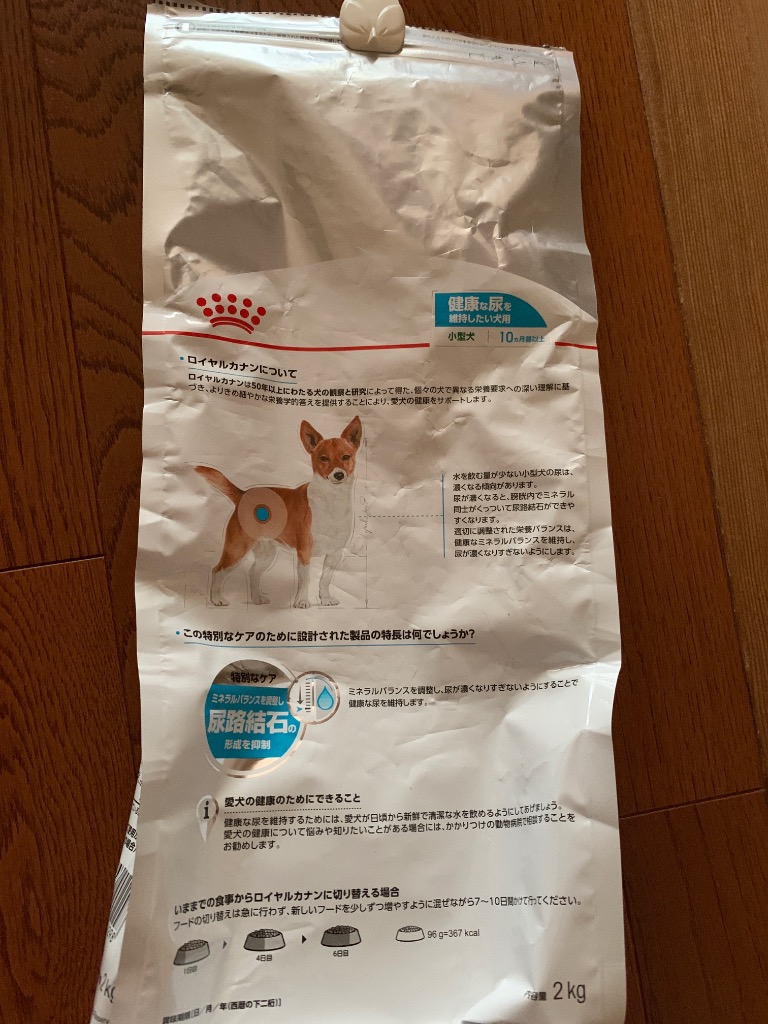 健康な尿を
維持したい犬用
小型犬 10ヵ月齢以上
・ロイヤルカナンについて
ロイヤルカナンは50年以上にわたる犬の観察と研究によって得た、個々の犬で異なる栄養要求への深い理解に基
づき、よりきめ細やかな栄養学的答えを提供することにより、愛犬の健康をサポートします。
水を飲む量が少ない小型犬の尿は、
濃くなる傾向があります。
尿が濃くなると、膀胱内でミネラル
同士がくっついて尿路結石ができや
すくなります。
適切に調整された栄養バランスは、
健康なミネラルバランスを維持し、
尿が濃くなりすぎないようにします。
・この特別なケアのために設計された製品の特長は何でしょうか?
特別なケア
ミネラルバランスを調整し
尿路結石の
形成を抑制
ミネラルバランスを調整し、尿が濃くなりすぎないようにすることで
健康な尿を維持します。
i 愛犬の健康のためにできること
健康な尿を維持するためには、愛犬が日頃から新鮮で清潔な水を飲めるようにしてあげましょう。
愛犬の健康について悩みや知りたいことがある場合には、かかりつけの動物病院で相談することを
お勧めします。
いままでの食事からロイヤルカナンに切り替える場合
フードの切り替えは急に行わず、新しいフードを少しずつ増やすように混ぜながら7〜10日間かけて行ってください。
1日目 4日目 6日目 96 g=367 kcal
賞味期限[日/月/年(西暦の下二桁)]
内容量 2 kg